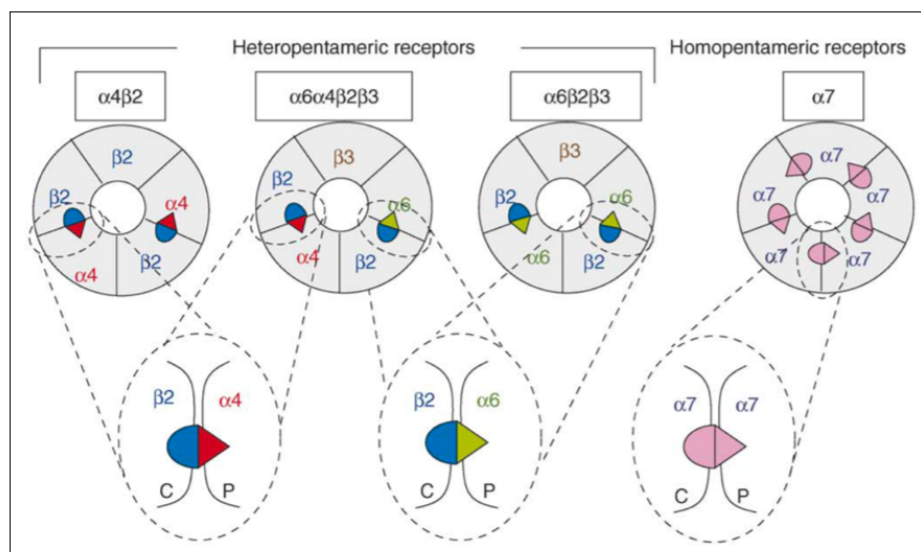 Heteropentameric receptors
Homopentameric receptors
α4β2
α6α4β2β3
α6β2β3
α7
β2
β2
α4
α4
β2
β3
β2
α6
α4
β2
β3
β2
α6
α6
β2
α7
α7
α7
α7
α7
β2 α4
C P
β2 α6
C P
α7 α7
C P